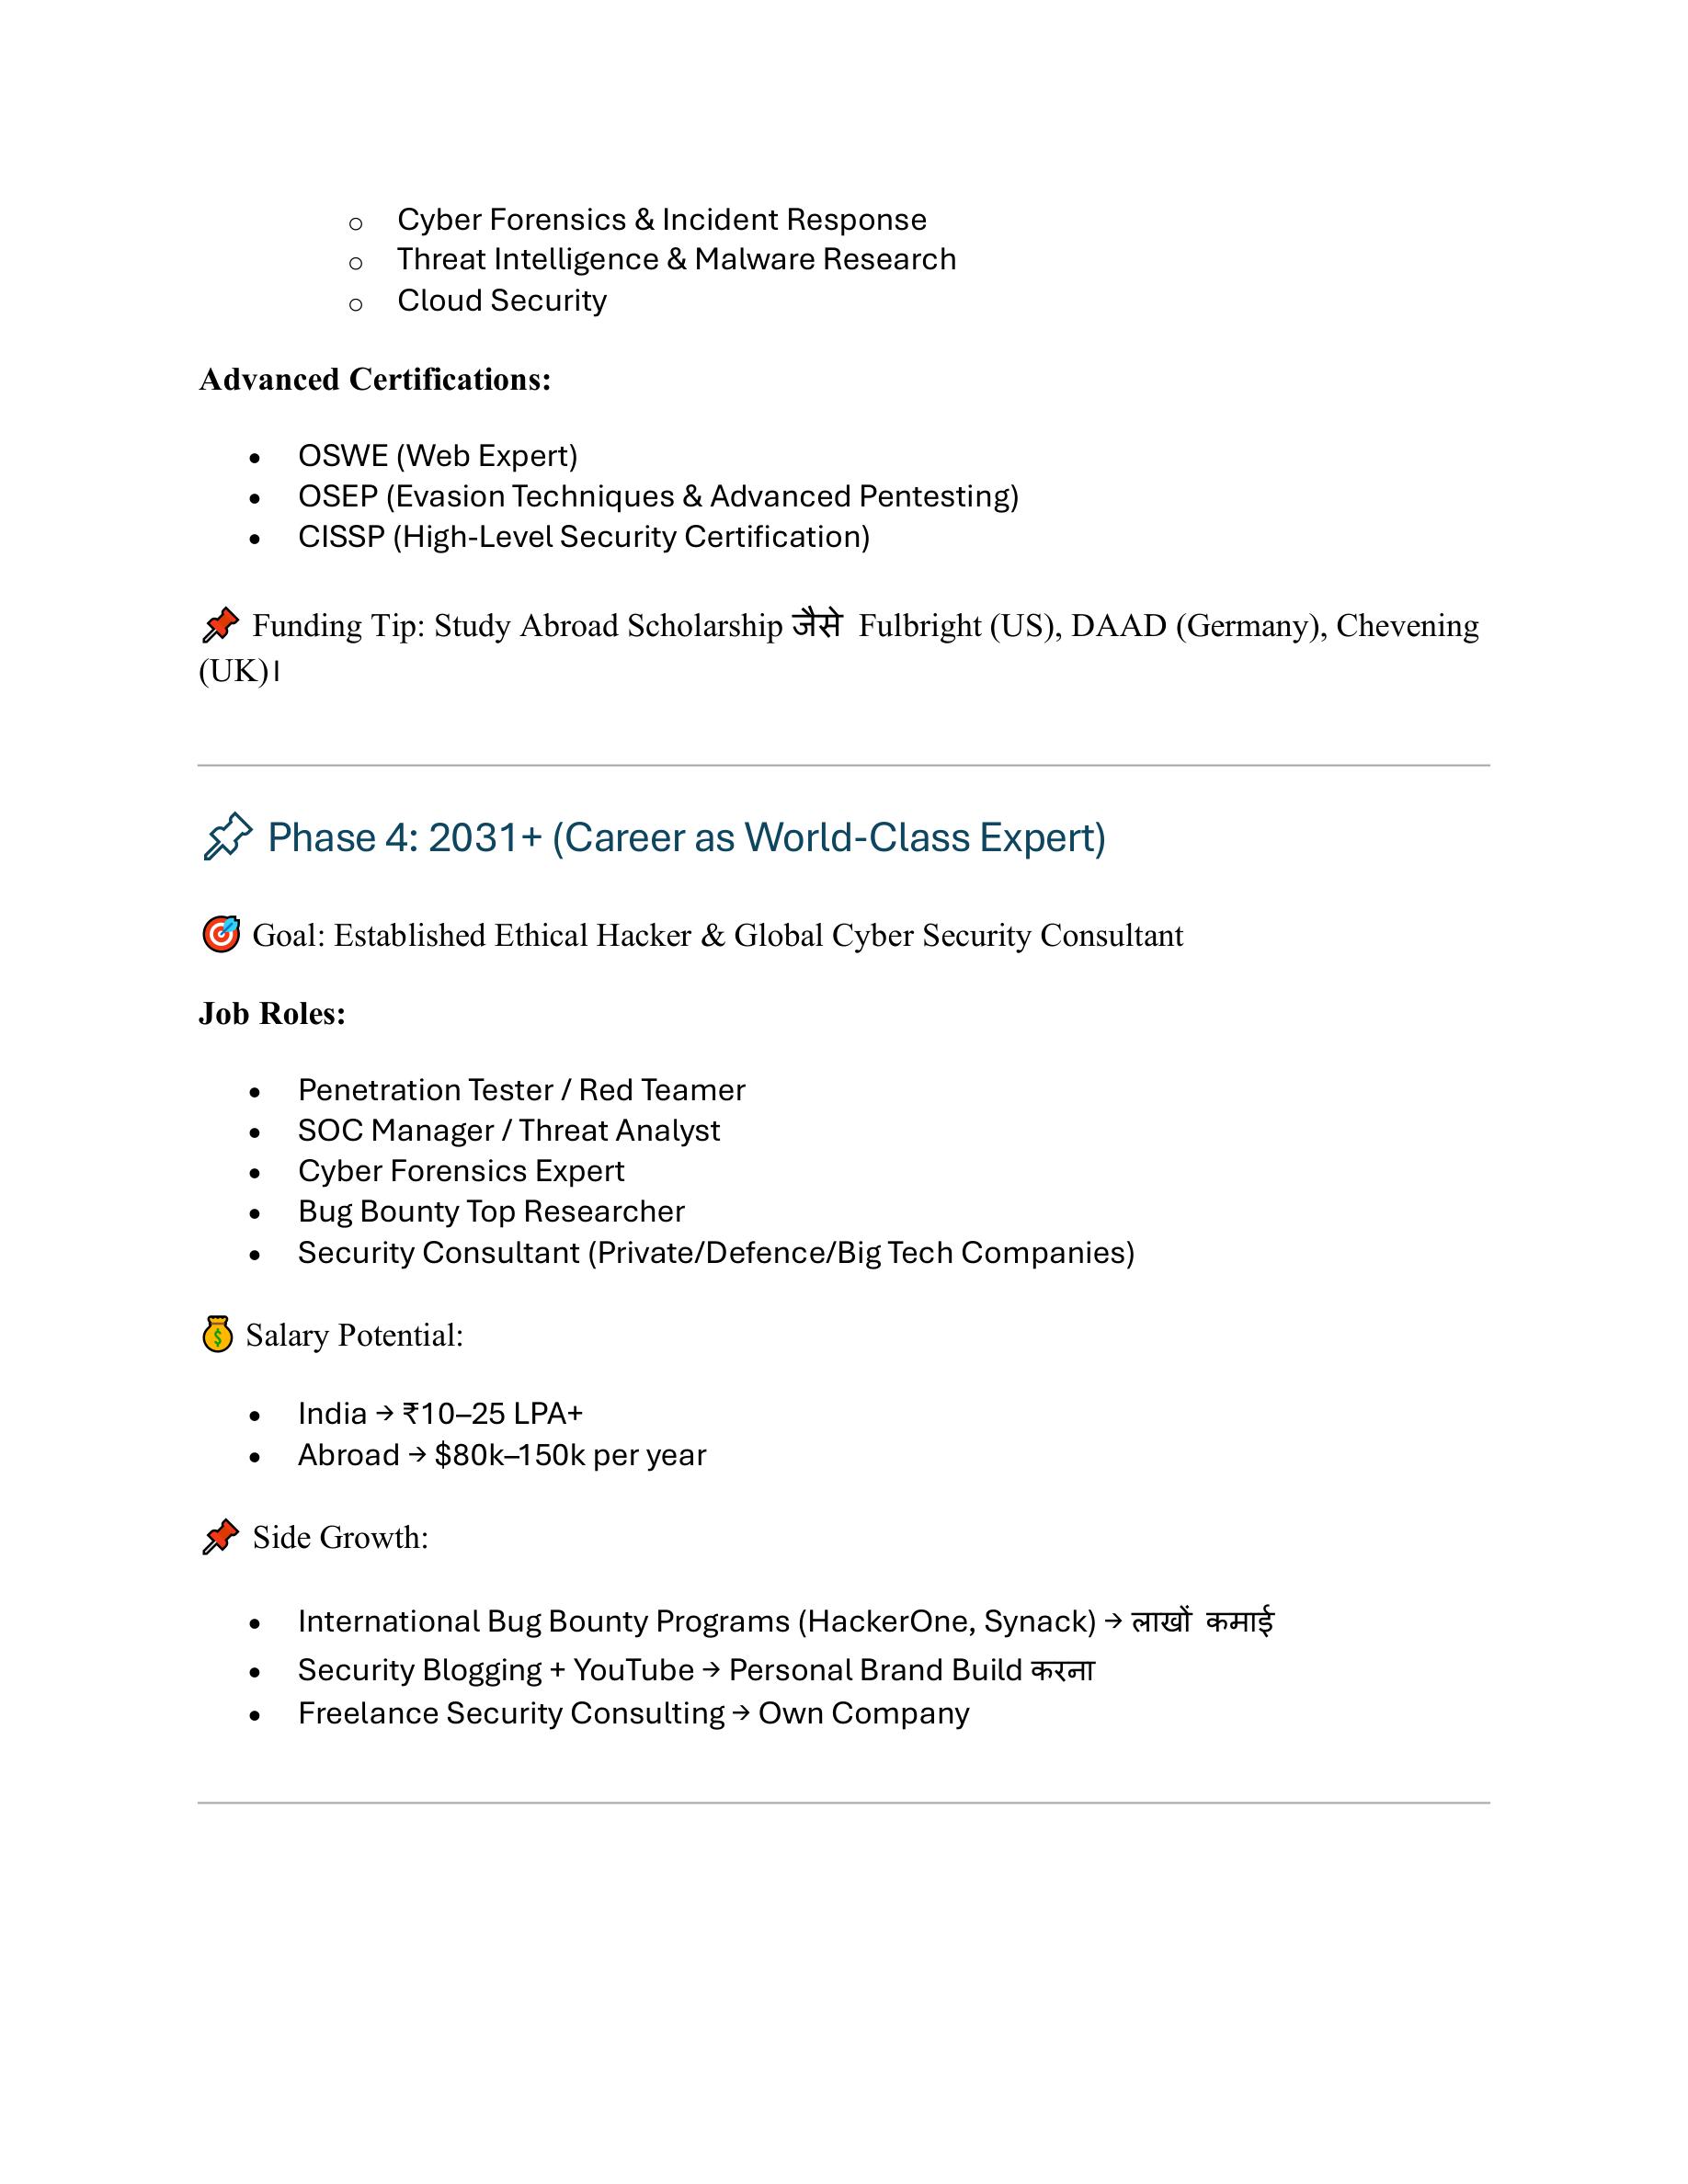 ○ Cyber Forensics & Incident Response
○ Threat Intelligence & Malware Research
○ Cloud Security
Advanced Certifications:
• OSWE (Web Expert)
• OSEP (Evasion Techniques & Advanced Pentesting)
• CISSP (High-Level Security Certification)
📌 Funding Tip: Study Abroad Scholarship जैसे Fulbright (US), DAAD (Germany), Chevening
(UK)।
📌 Phase 4: 2031+ (Career as World-Class Expert)
🎯 Goal: Established Ethical Hacker & Global Cyber Security Consultant
Job Roles:
• Penetration Tester / Red Teamer
• SOC Manager / Threat Analyst
• Cyber Forensics Expert
• Bug Bounty Top Researcher
• Security Consultant (Private/Defence/Big Tech Companies)
💰 Salary Potential:
• India → ₹10–25 LPA+
• Abroad → $80k–150k per year
📌 Side Growth:
• International Bug Bounty Programs (HackerOne, Synack) → लाखों कमाई
• Security Blogging + YouTube → Personal Brand Build करना
• Freelance Security Consulting → Own Company